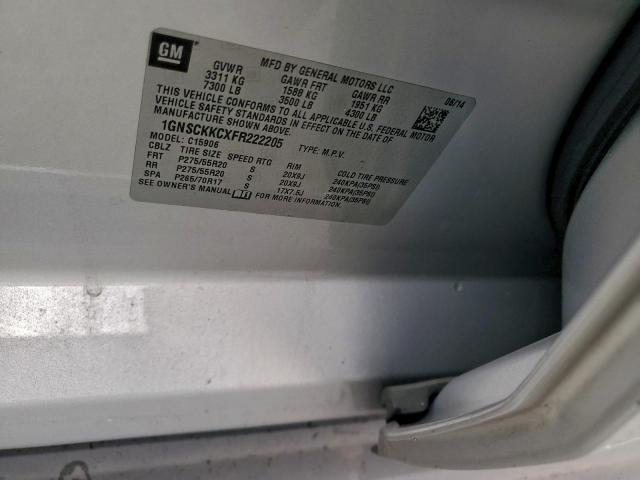 GM
MFD BY GENERAL MOTORS LLC 08/14
GVWR GAWR FRT GAWR RR
3311 KG 1588 KG 1951 KG
7300 LB 3500 LB 4300 LB
THIS VEHICLE CONFORMS TO ALL APPLICABLE U.S. FEDERAL MOTOR
VEHICLE SAFETY STANDARDS IN EFFECT ON THE DATE OF
MANUFACTURE SHOWN ABOVE.
1GNSCKKCXFR222205 TYPE: M.P.V.
MODEL: C15906
CBLZ TIRE SIZE SPEED RTG RIM COLD TIRE PRESSURE
FRT P275/55R20 S 20X9J 240KPA(35PSI)
RR P275/55R20 S 20X9J 240KPA(35PSI)
SPA P265/70R17 S 17X7.5J 240KPA(35PSI)
SEE OWNER'S MANUAL FOR MORE INFORMATION.